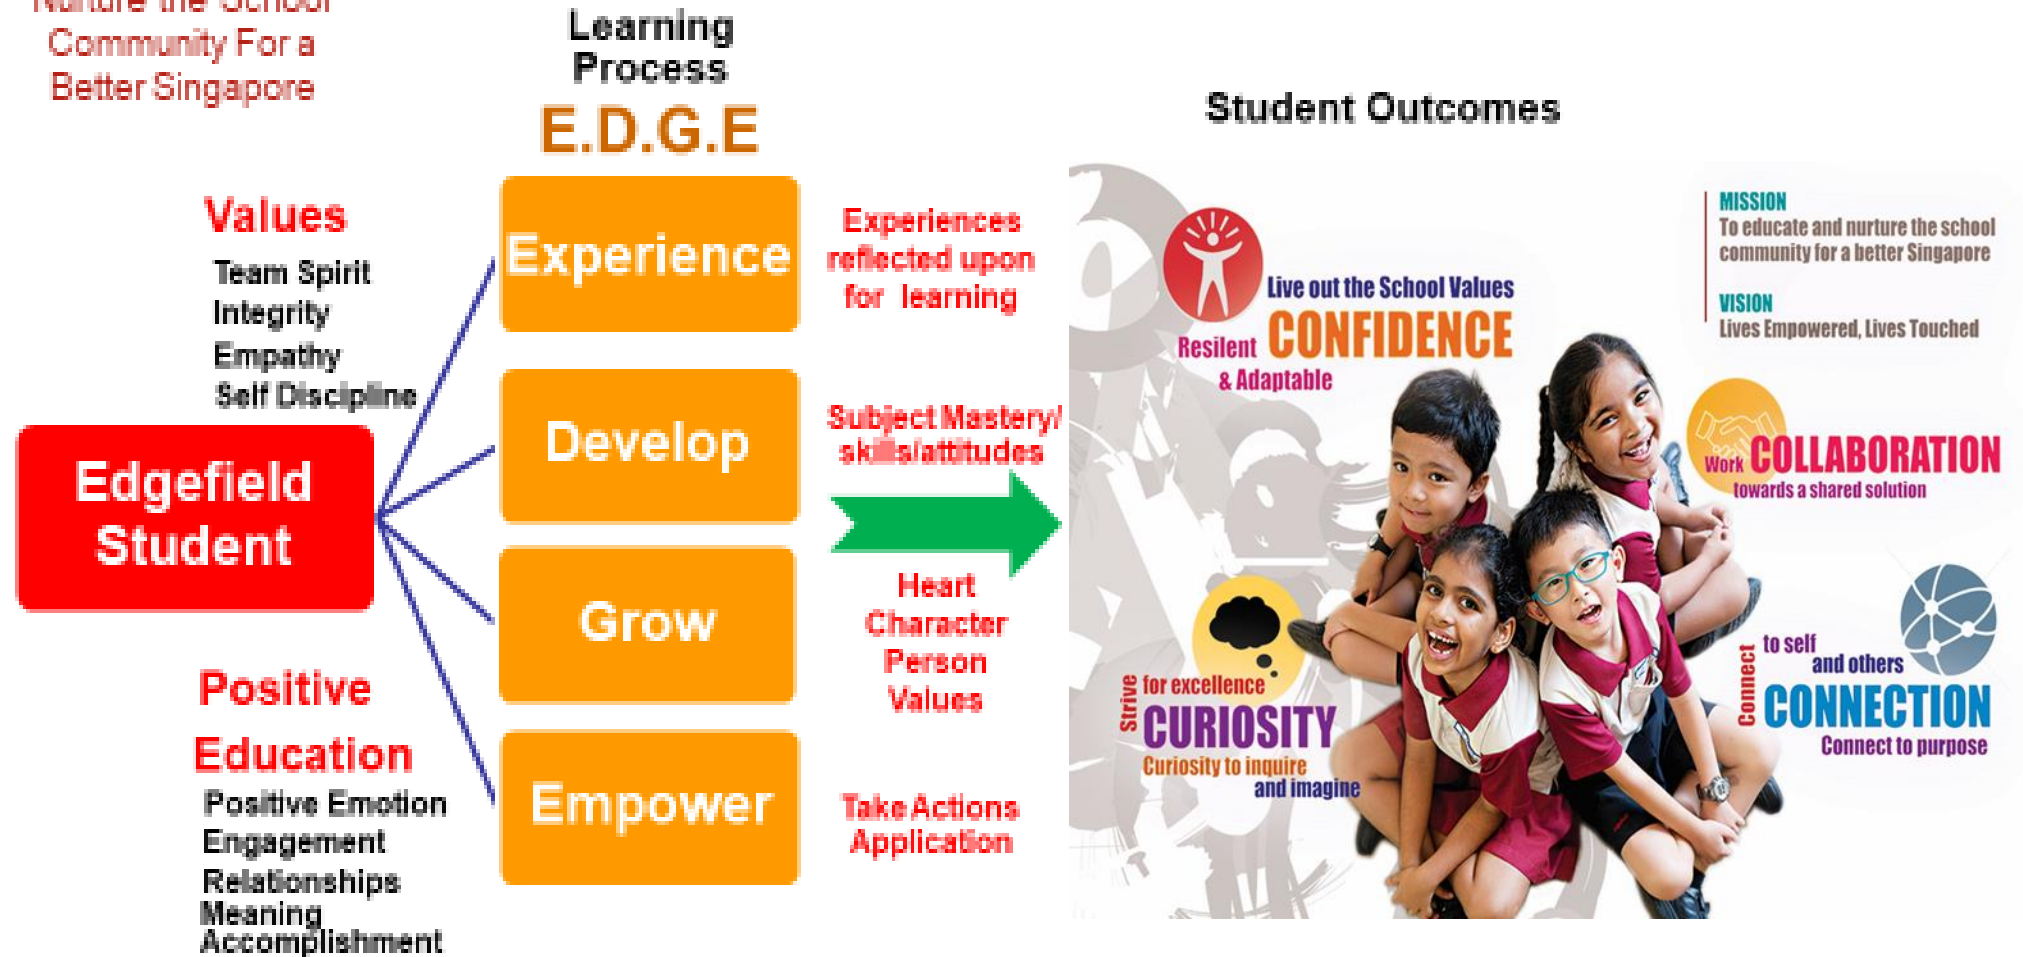 Nurture the School
Community For a
Better Singapore
Learning
Process
E.D.G.E
Student Outcomes
Values
Team Spirit
Integrity
Empathy
Self Discipline
Edgefield
Student
Positive
Education
Positive Emotion
Engagement
Relationships
Meaning
Accomplishment
Experience
Develop
Grow
Empower
Experiences
reflected upon
for learning
Subject Mastery/
skills/attitudes
Heart
Character
Person
Values
Take Actions
Application
MISSION
To educate and nurture the school
community for a better Singapore
VISION
Lives Empowered, Lives Touched
Live out the School Values
Resilent CONFIDENCE
& Adaptable
Work COLLABORATION
towards a shared solution
Strive for excellence
CURIOSITY
Curiosity to inquire
and imagine
Connect to self
and others
CONNECTION
Connect to purpose